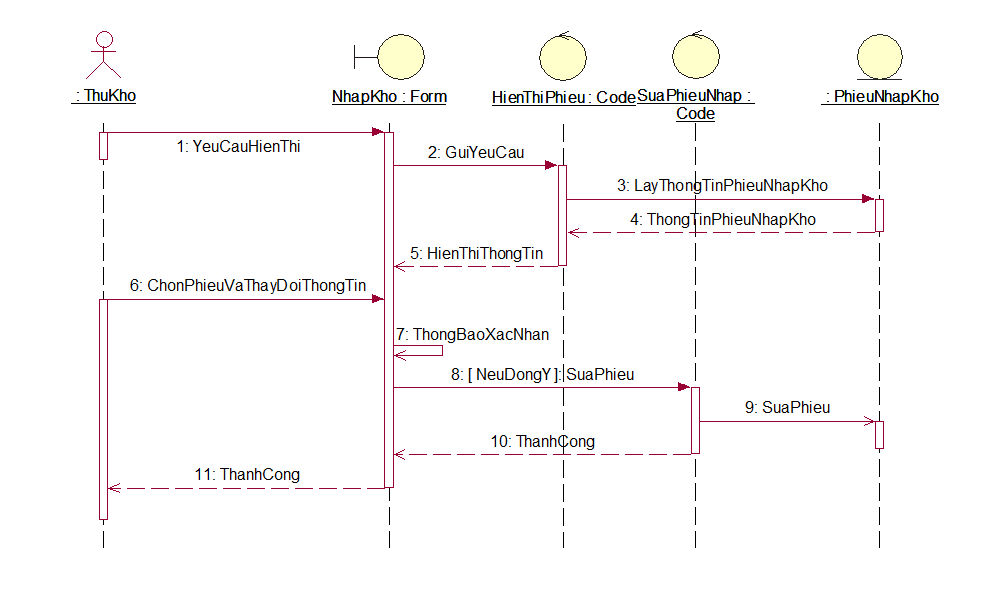 : ThuKho
NhapKho : Form
HienThiPhieu : Code
SuaPhieuNhap :
Code
: PhieuNhapKho
1: YeuCauHienThi
2: GuiYeuCau
3: LayThongTinPhieuNhapKho
4: ThongTinPhieuNhapKho
5: HienThiThongTin
6: ChonPhieuVaThayDoiThongTin
7: ThongBaoXacNhan
8: [ NeuDongY ]: SuaPhieu
9: SuaPhieu
10: ThanhCong
11: ThanhCong